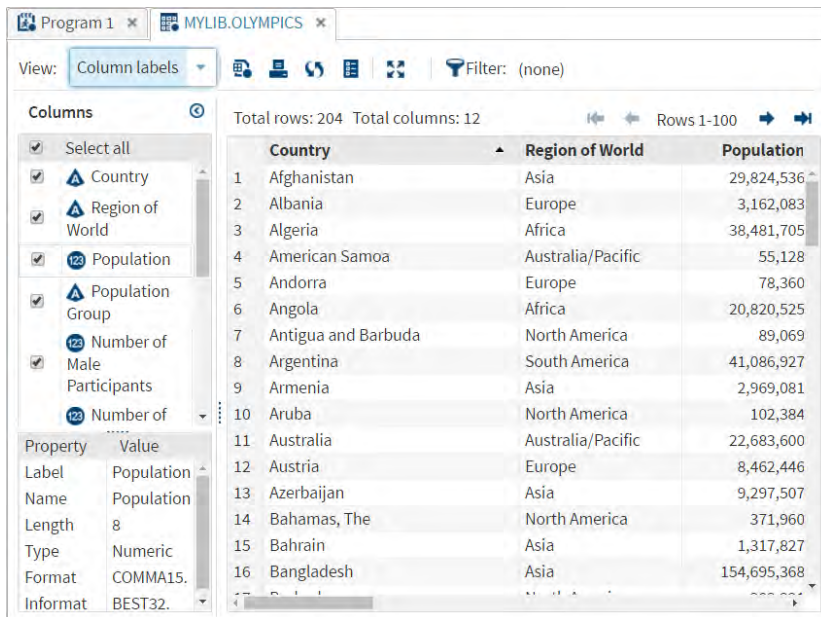 Program 1
MYLIB.OLYMPICS
View: Column labels Filter: (none)
Columns
Select all
Country
Region of World
Population
Population Group
Number of Male Participants
Number of
Property Value
Label Population
Name Population
Length 8
Type Numeric
Format COMMA15.
Informat BEST32.
Total rows: 204 Total columns: 12 Rows 1-100
Country Region of World Population
1 Afghanistan Asia 29,824,536
2 Albania Europe 3,162,083
3 Algeria Africa 38,481,705
4 American Samoa Australia/Pacific 55,128
5 Andorra Europe 78,360
6 Angola Africa 20,820,525
7 Antigua and Barbuda North America 89,069
8 Argentina South America 41,086,927
9 Armenia Asia 2,969,081
10 Aruba North America 102,384
11 Australia Australia/Pacific 22,683,600
12 Austria Europe 8,462,446
13 Azerbaijan Asia 9,297,507
14 Bahamas, The North America 371,960
15 Bahrain Asia 1,317,827
16 Bangladesh Asia 154,695,368